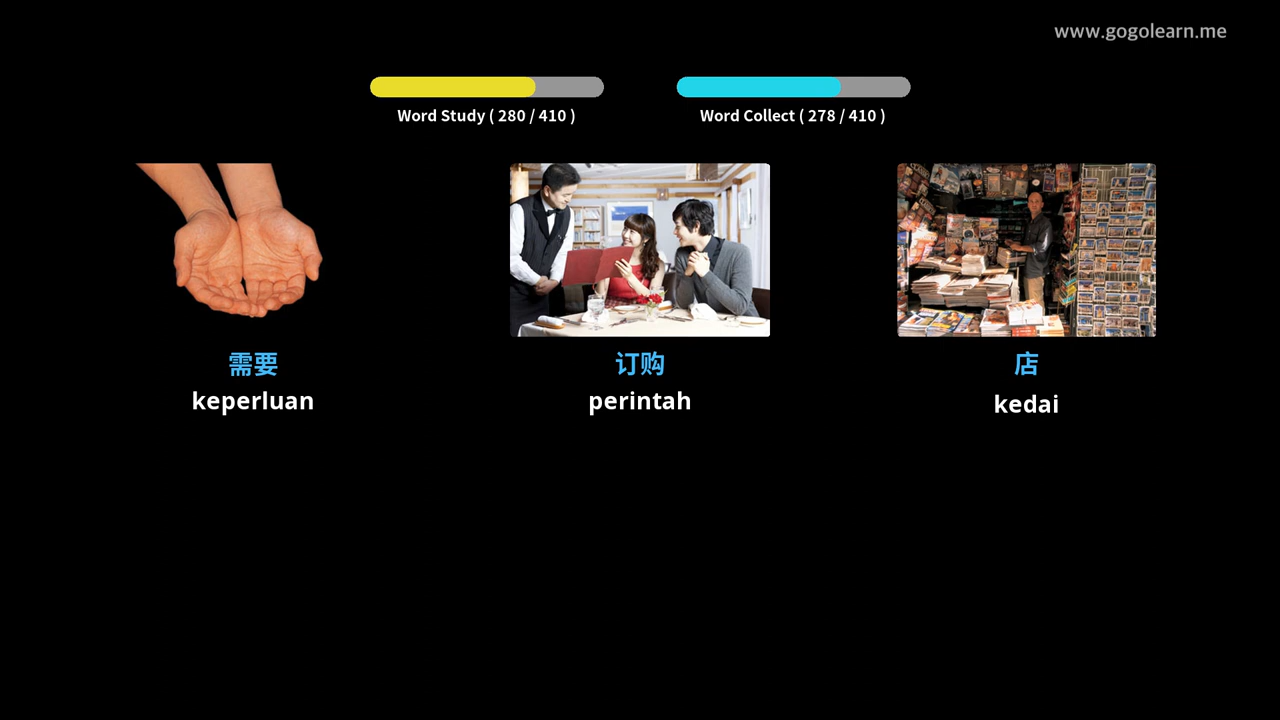 www.gogolearn.me
Word Study ( 280 / 410 )
Word Collect ( 278 / 410 )
需要
订购
店
keperluan
perintah
kedai